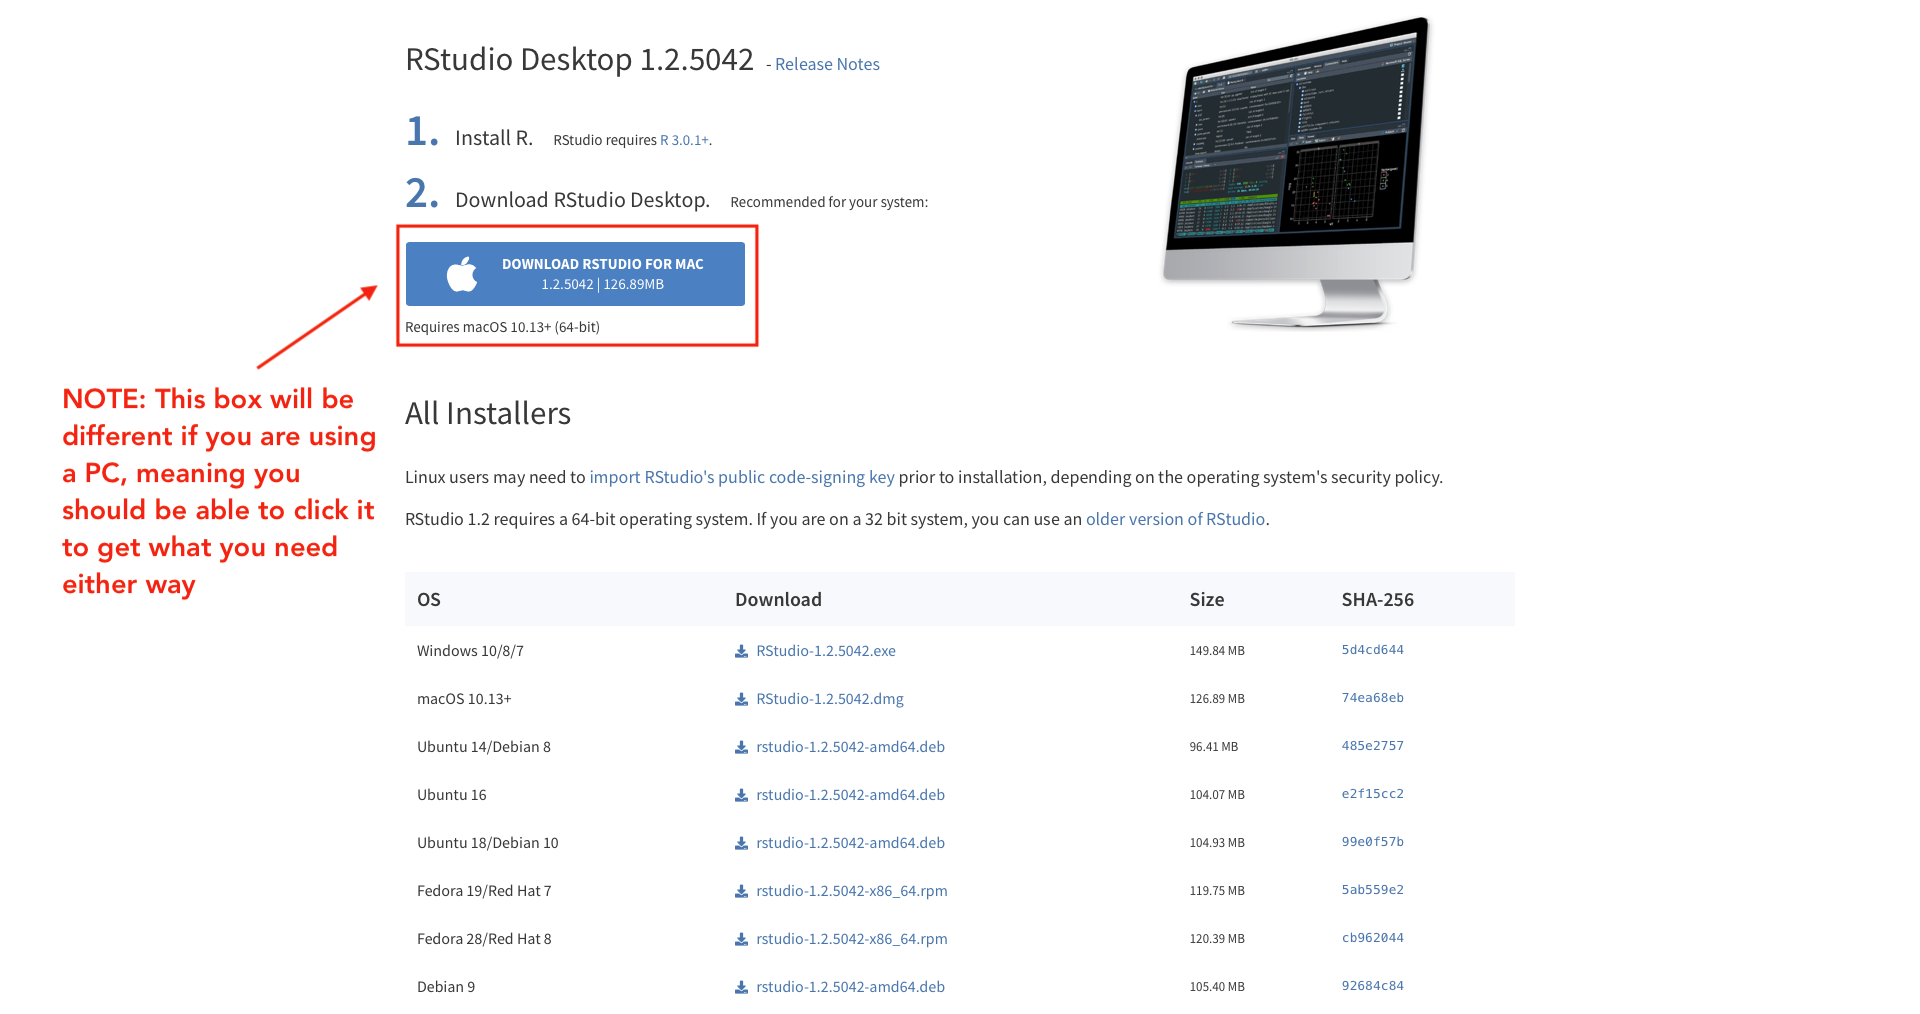 RStudio Desktop 1.2.5042 - Release Notes
1. Install R. RStudio requires R 3.0.1+.
2. Download RStudio Desktop. Recommended for your system:
DOWNLOAD RSTUDIO FOR MAC
1.2.5042 | 126.89MB
Requires macOS 10.13+ (64-bit)
NOTE: This box will be
different if you are using
a PC, meaning you
should be able to click it
to get what you need
either way
All Installers
Linux users may need to import RStudio's public code-signing key prior to installation, depending on the operating system's security policy.
RStudio 1.2 requires a 64-bit operating system. If you are on a 32 bit system, you can use an older version of RStudio.
OS Download Size SHA-256
Windows 10/8/7 RStudio-1.2.5042.exe 149.84 MB 5d4cd644
macOS 10.13+ RStudio-1.2.5042.dmg 126.89 MB 74ea68eb
Ubuntu 14/Debian 8 rstudio-1.2.5042-amd64.deb 96.41 MB 485e2757
Ubuntu 16 rstudio-1.2.5042-amd64.deb 104.07 MB e2f15cc2
Ubuntu 18/Debian 10 rstudio-1.2.5042-amd64.deb 104.93 MB 99e0f57b
Fedora 19/Red Hat 7 rstudio-1.2.5042-x86_64.rpm 119.75 MB 5ab559e2
Fedora 28/Red Hat 8 rstudio-1.2.5042-x86_64.rpm 120.39 MB cb962044
Debian 9 rstudio-1.2.5042-amd64.deb 105.40 MB 92684c84